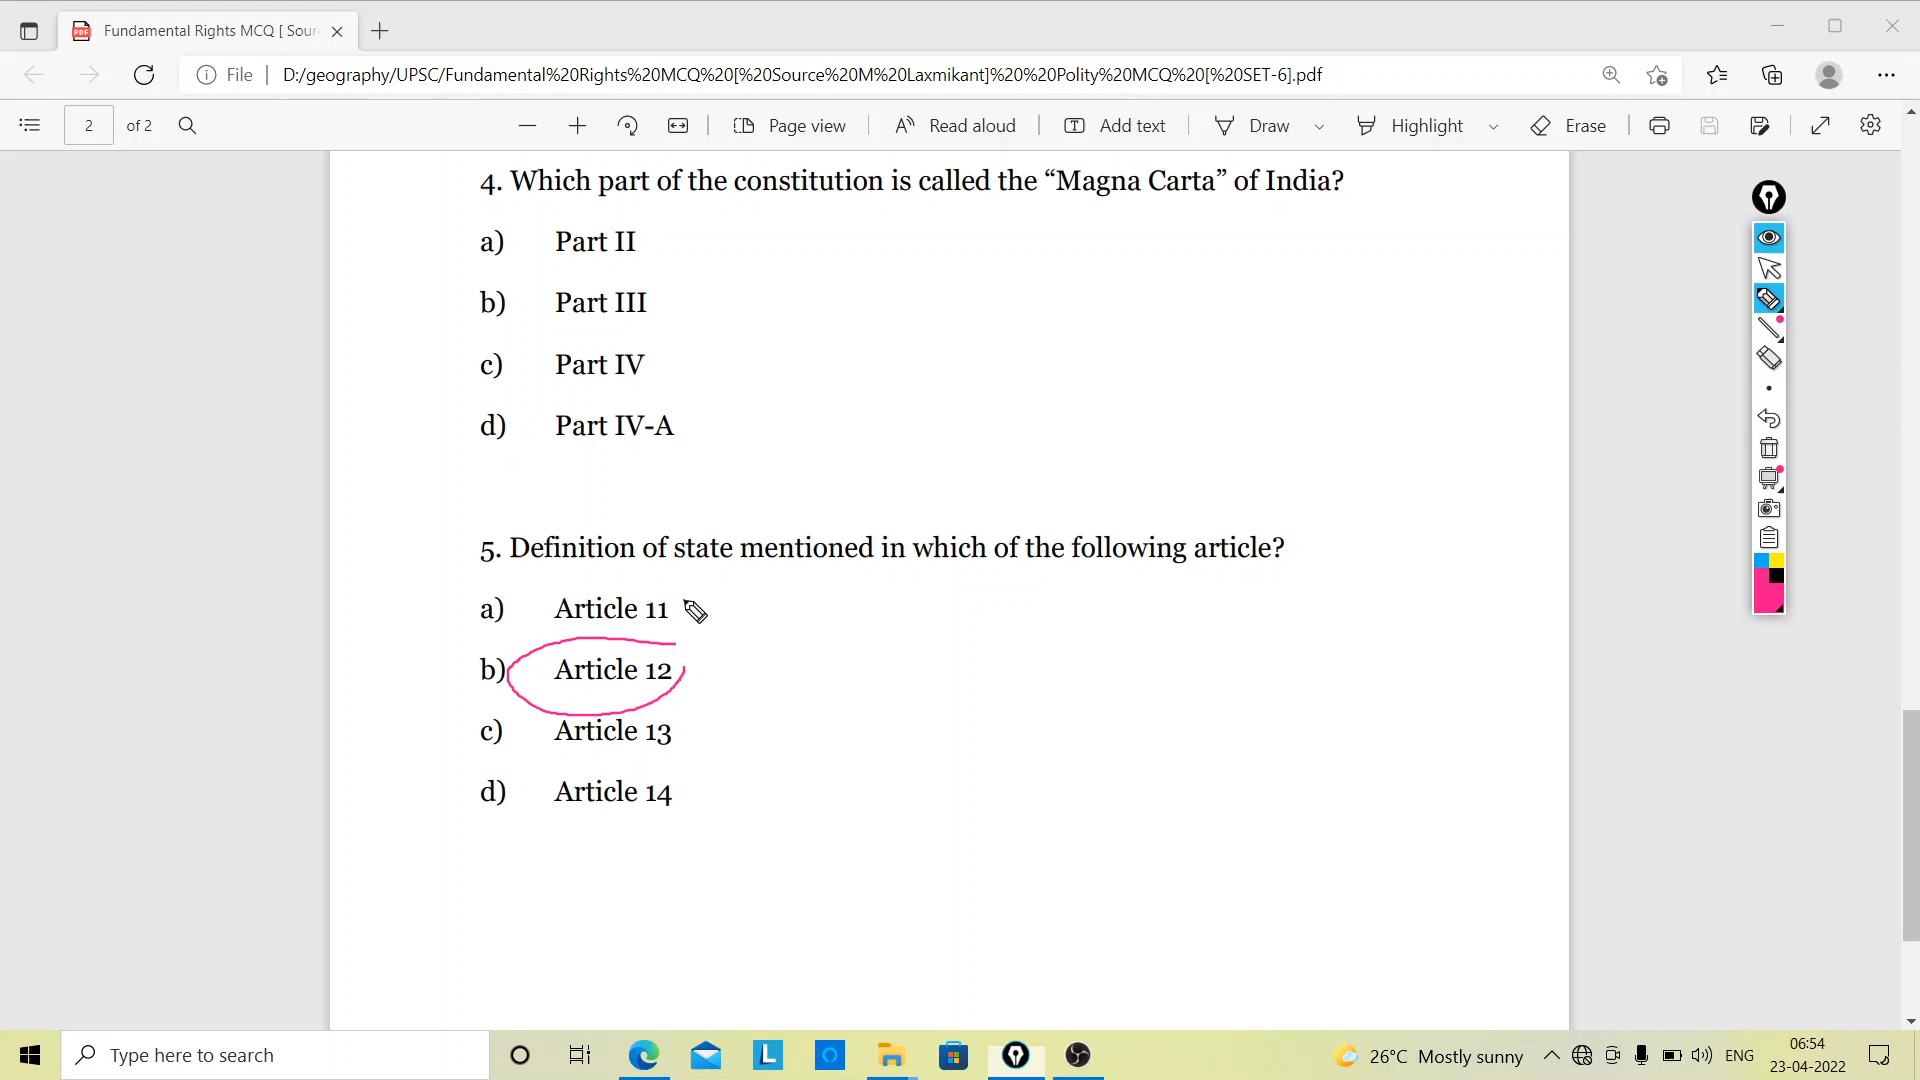 Fundamental Rights MCQ [ Sour
File
D:/geography/UPSC/Fundamental%20Rights%20MCQ%20[%20Source%20M%20Laxmikant]%20%20Polity%20MCQ%20[%20SET-6].pdf
2 of 2
Page view
Read aloud
Add text
Draw
Highlight
Erase
4. Which part of the constitution is called the “Magna Carta” of India?
a) Part II
b) Part III
c) Part IV
d) Part IV-A
5. Definition of state mentioned in which of the following article?
a) Article 11
b) Article 12
c) Article 13
d) Article 14
Type here to search
26°C Mostly sunny
ENG
06:54
23-04-2022